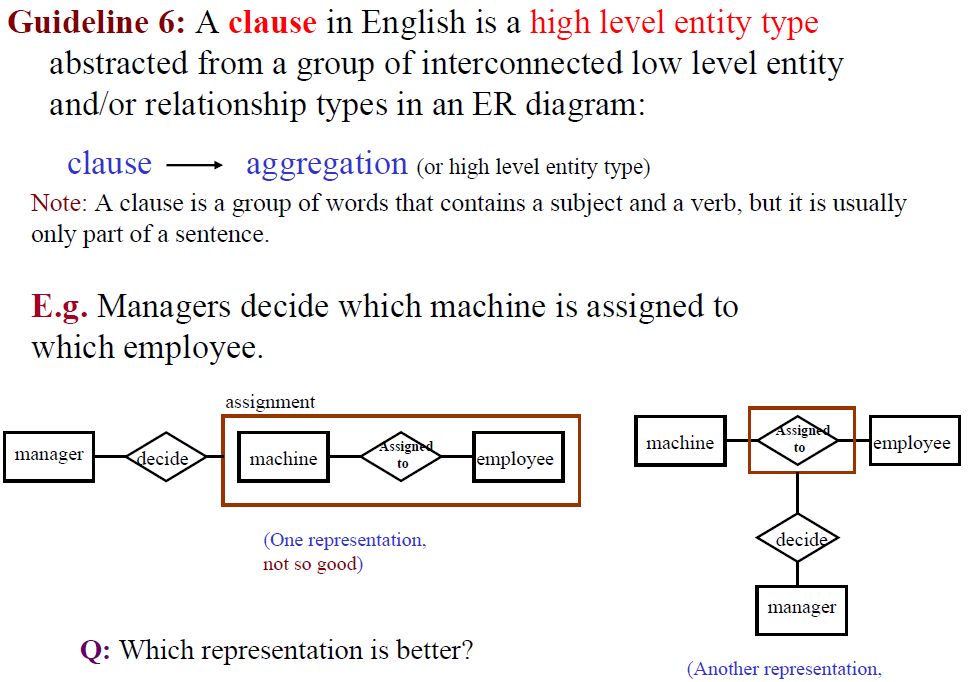 Guideline 6: A clause in English is a high level entity type
abstracted from a group of interconnected low level entity
and/or relationship types in an ER diagram:
clause aggregation (or high level entity type)
Note: A clause is a group of words that contains a subject and a verb, but it is usually
only part of a sentence.
E.g. Managers decide which machine is assigned to
which employee.
assignment
manager
decide
machine
Assigned
to
employee
(One representation,
not so good)
machine
Assigned
to
employee
decide
manager
Q: Which representation is better?
(Another representation,